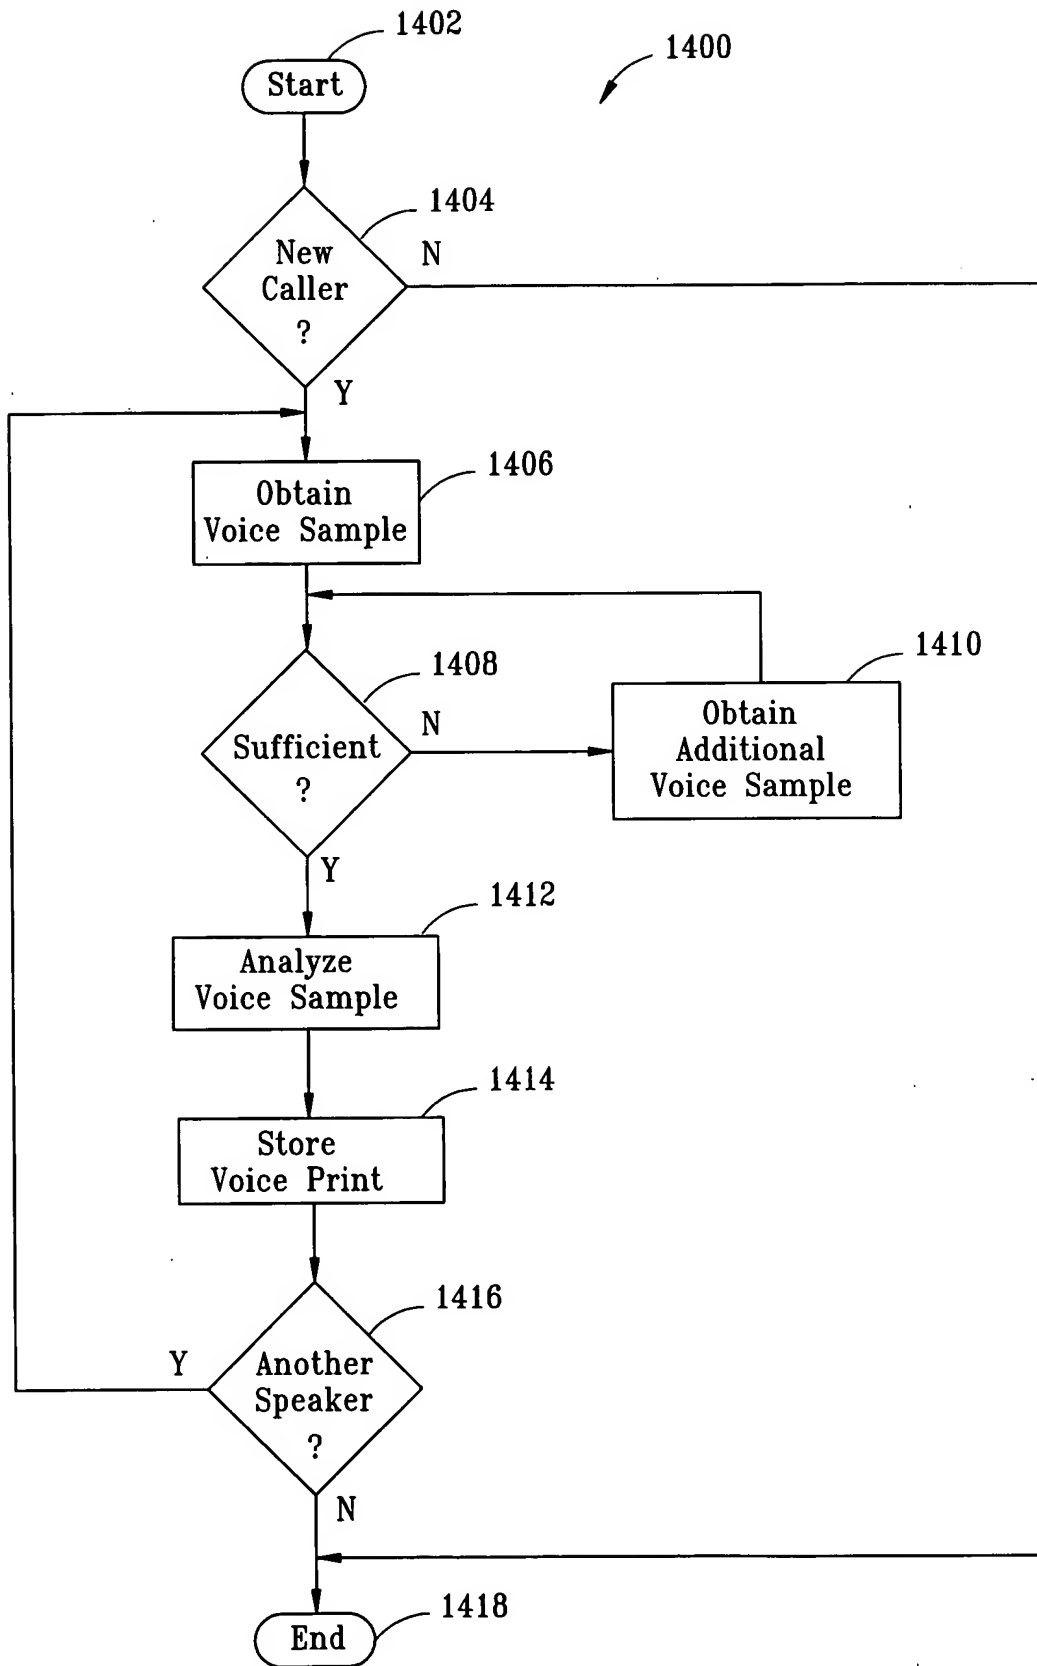 1402
1400
Start
1404
New
Caller
?
N
Y
1406
Obtain
Voice Sample
1408
Sufficient
?
N
1410
Obtain
Additional
Voice Sample
Y
1412
Analyze
Voice Sample
1414
Store
Voice Print
1416
Y
Another
Speaker
?
N
1418
End